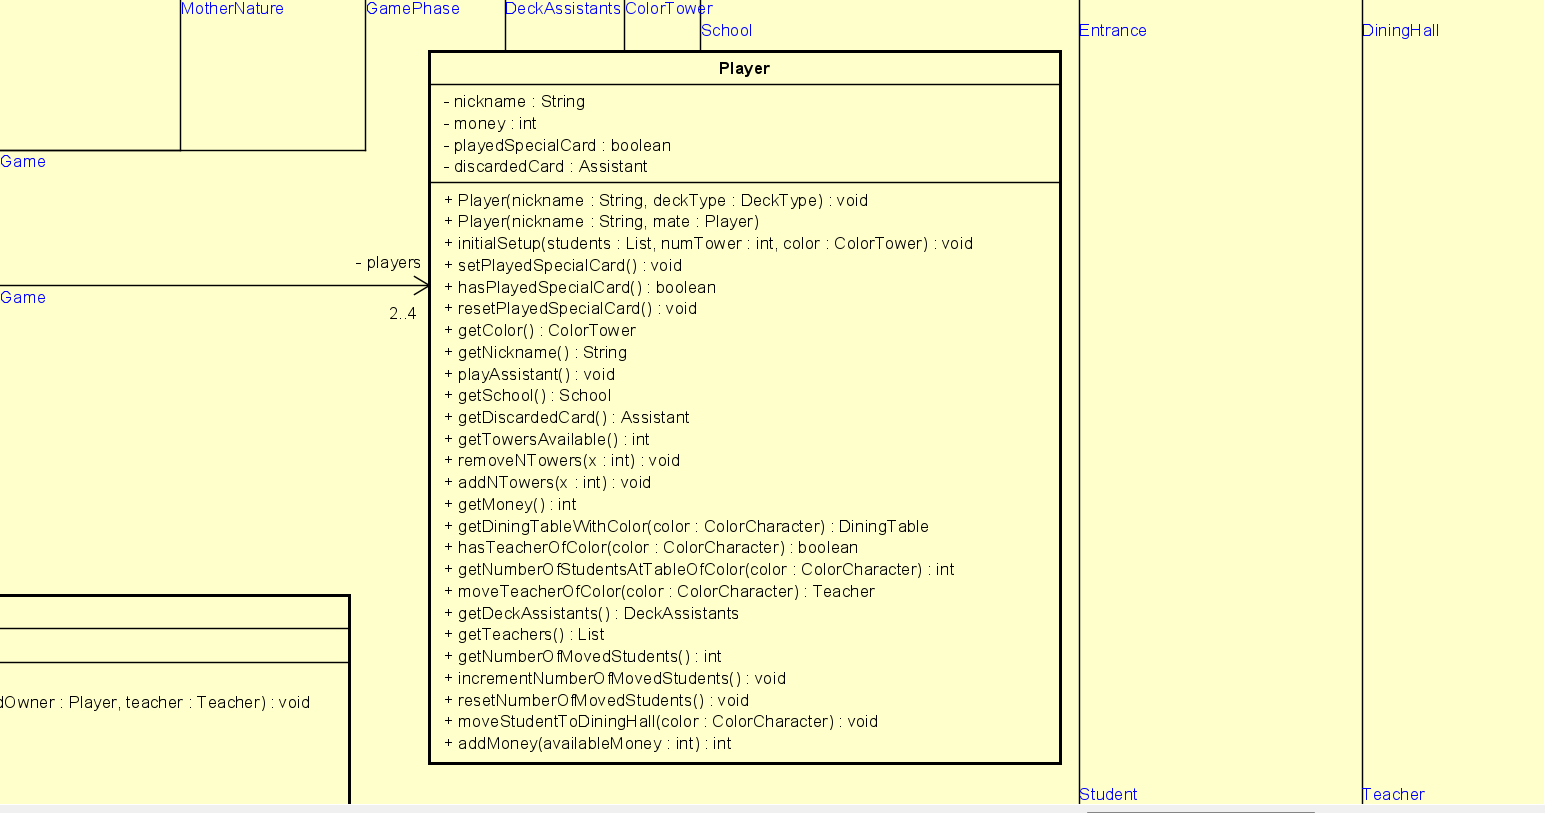 MotherNature
GamePhase
DeckAssistants
ColorTower
School
Entrance
DiningHall
Player
- nickname : String
- money : int
- playedSpecialCard : boolean
- discardedCard : Assistant
Game
+ Player(nickname : String, deckType : DeckType) : void
+ Player(nickname : String, mate : Player)
+ initialSetup(students : List, numTower : int, color : ColorTower) : void
+ setPlayedSpecialCard() : void
+ hasPlayedSpecialCard() : boolean
+ resetPlayedSpecialCard() : void
+ getColor() : ColorTower
+ getNickname() : String
+ playAssistant() : void
+ getSchool() : School
+ getDiscardedCard() : Assistant
+ getTowersAvailable() : int
+ removeNTowers(x : int) : void
+ addNTowers(x : int) : void
+ getMoney() : int
+ getDiningTableWithColor(color : ColorCharacter) : DiningTable
+ hasTeacherOfColor(color : ColorCharacter) : boolean
+ getNumberOfStudentsAtTableOfColor(color : ColorCharacter) : int
+ moveTeacherOfColor(color : ColorCharacter) : Teacher
+ getDeckAssistants() : DeckAssistants
+ getTeachers() : List
+ getNumberOfMovedStudents() : int
+ incrementNumberOfMovedStudents() : void
+ resetNumberOfMovedStudents() : void
+ moveStudentToDiningHall(color : ColorCharacter) : void
+ addMoney(availableMoney : int) : int
- players
Game
2..4
dOwner : Player, teacher : Teacher) : void
Student
Teacher